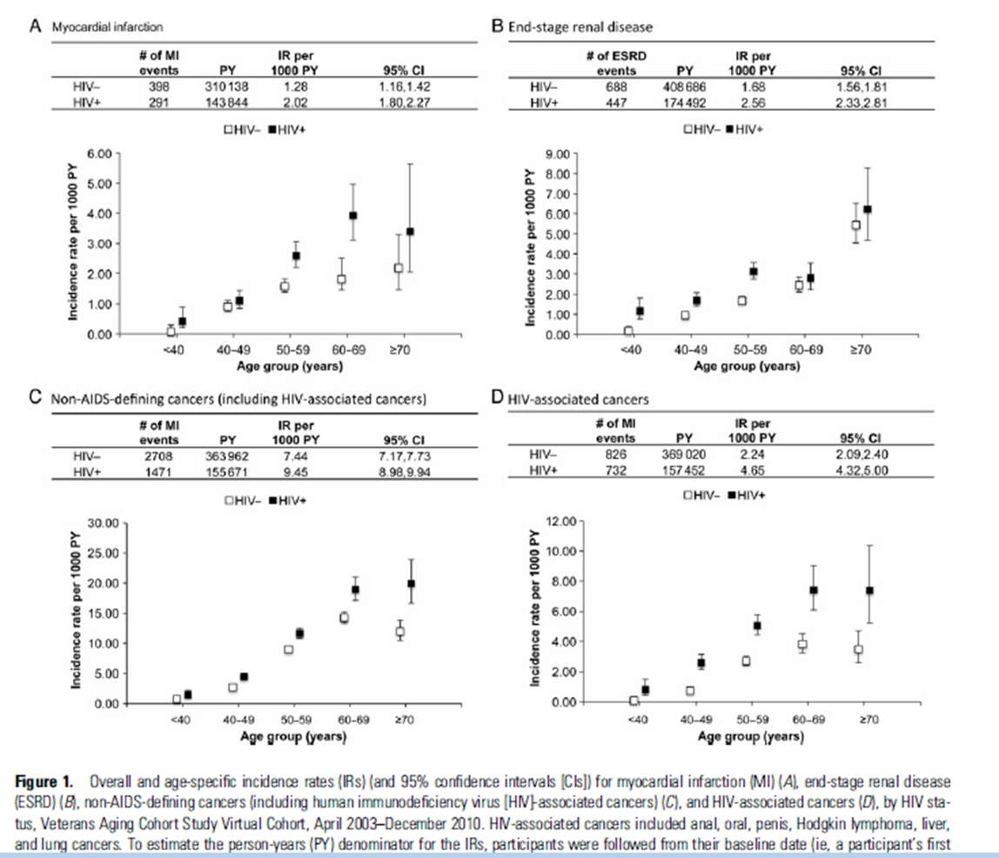 A Myocardial infarction
# of MI events PY IR per 1000 PY 95% CI
HIV– 398 310138 1.28 1.16,1.42
HIV+ 291 143844 2.02 1.80,2.27
□HIV– ■HIV+
Incidence rate per 1000 PY
6.00
5.00
4.00
3.00
2.00
1.00
0.00
<40 40–49 50–59 60–69 ≥70
Age group (years)
B End-stage renal disease
# of ESRD events PY IR per 1000 PY 95% CI
HIV– 688 408686 1.68 1.56,1.81
HIV+ 447 174492 2.56 2.33,2.81
□HIV– ■HIV+
Incidence rate per 1000 PY
9.00
8.00
7.00
6.00
5.00
4.00
3.00
2.00
1.00
0.00
<40 40–49 50–59 60–69 ≥70
Age group (years)
C Non-AIDS-defining cancers (including HIV-associated cancers)
# of MI events PY IR per 1000 PY 95% CI
HIV– 2708 363962 7.44 7.17,7.73
HIV+ 1471 155671 9.45 8.98,9.94
□HIV– ■HIV+
Incidence rate per 1000 PY
30.00
25.00
20.00
15.00
10.00
5.00
0.00
<40 40–49 50–59 60–69 ≥70
Age group (years)
D HIV-associated cancers
# of MI events PY IR per 1000 PY 95% CI
HIV– 826 369020 2.24 2.09,2.40
HIV+ 732 157452 4.65 4.32,5.00
□HIV– ■HIV+
Incidence rate per 1000 PY
12.00
10.00
8.00
6.00
4.00
2.00
0.00
<40 40–49 50–59 60–69 ≥70
Age group (years)
Figure 1. Overall and age-specific incidence rates (IRs) (and 95% confidence intervals [CIs]) for myocardial infarction (MI) (A), end-stage renal disease
(ESRD) (B), non-AIDS-defining cancers (including human immunodeficiency virus [HIV]-associated cancers) (C), and HIV-associated cancers (D), by HIV sta-
tus, Veterans Aging Cohort Study Virtual Cohort, April 2003–December 2010. HIV-associated cancers included anal, oral, penis, Hodgkin lymphoma, liver,
and lung cancers. To estimate the person-years (PY) denominator for the IRs, participants were followed from their baseline date (ie, a participant's first